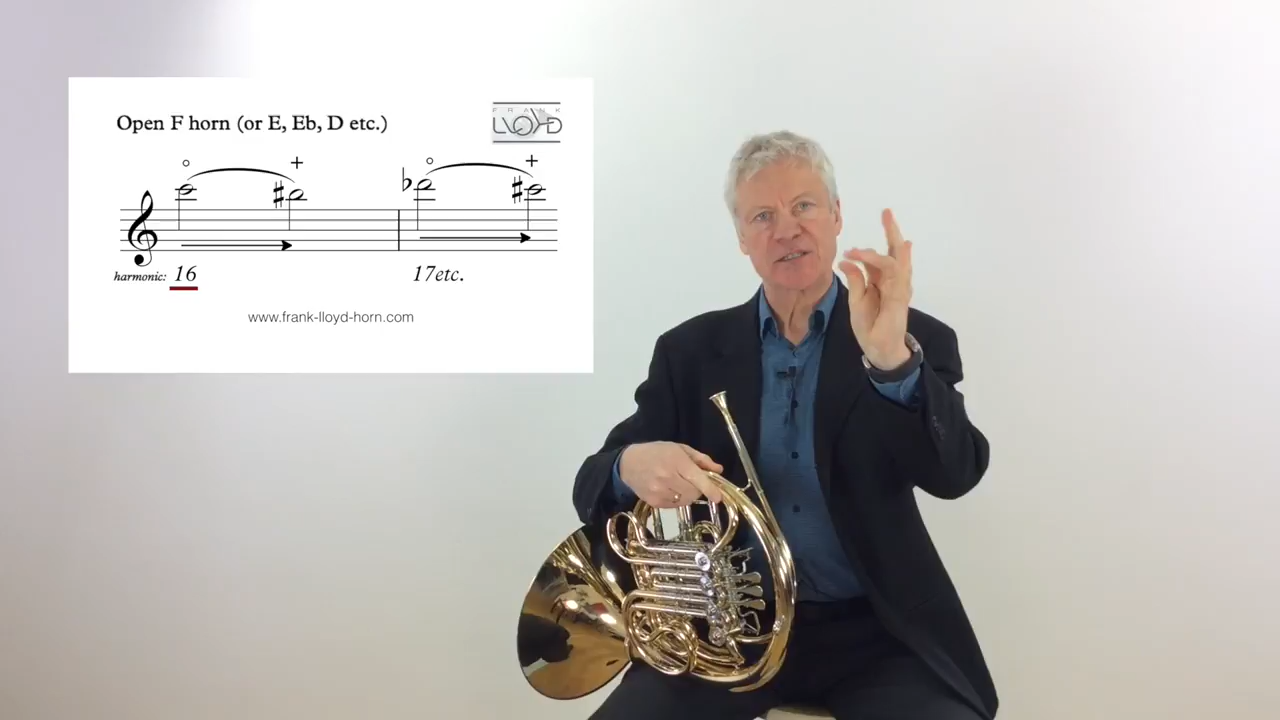 Open F horn (or E, Eb, D etc.)
FRANK
LLOYD
harmonic: 16
17etc.
www.frank-lloyd-horn.com